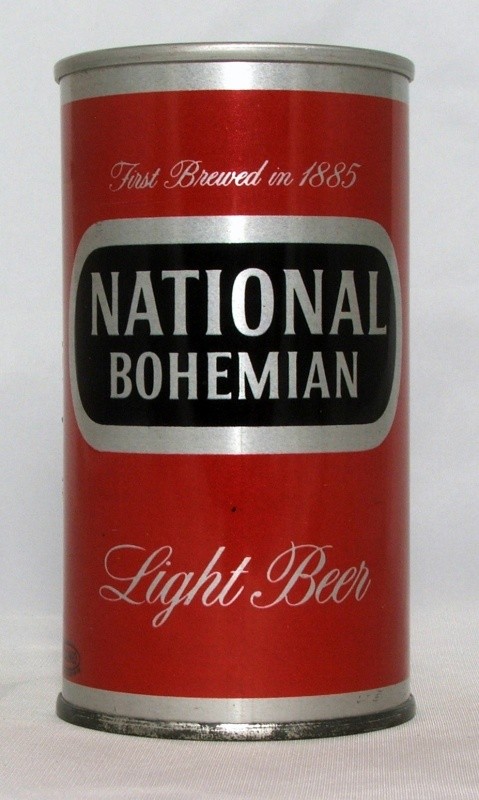 First Brewed in 1885
NATIONAL
BOHEMIAN
Light Beer